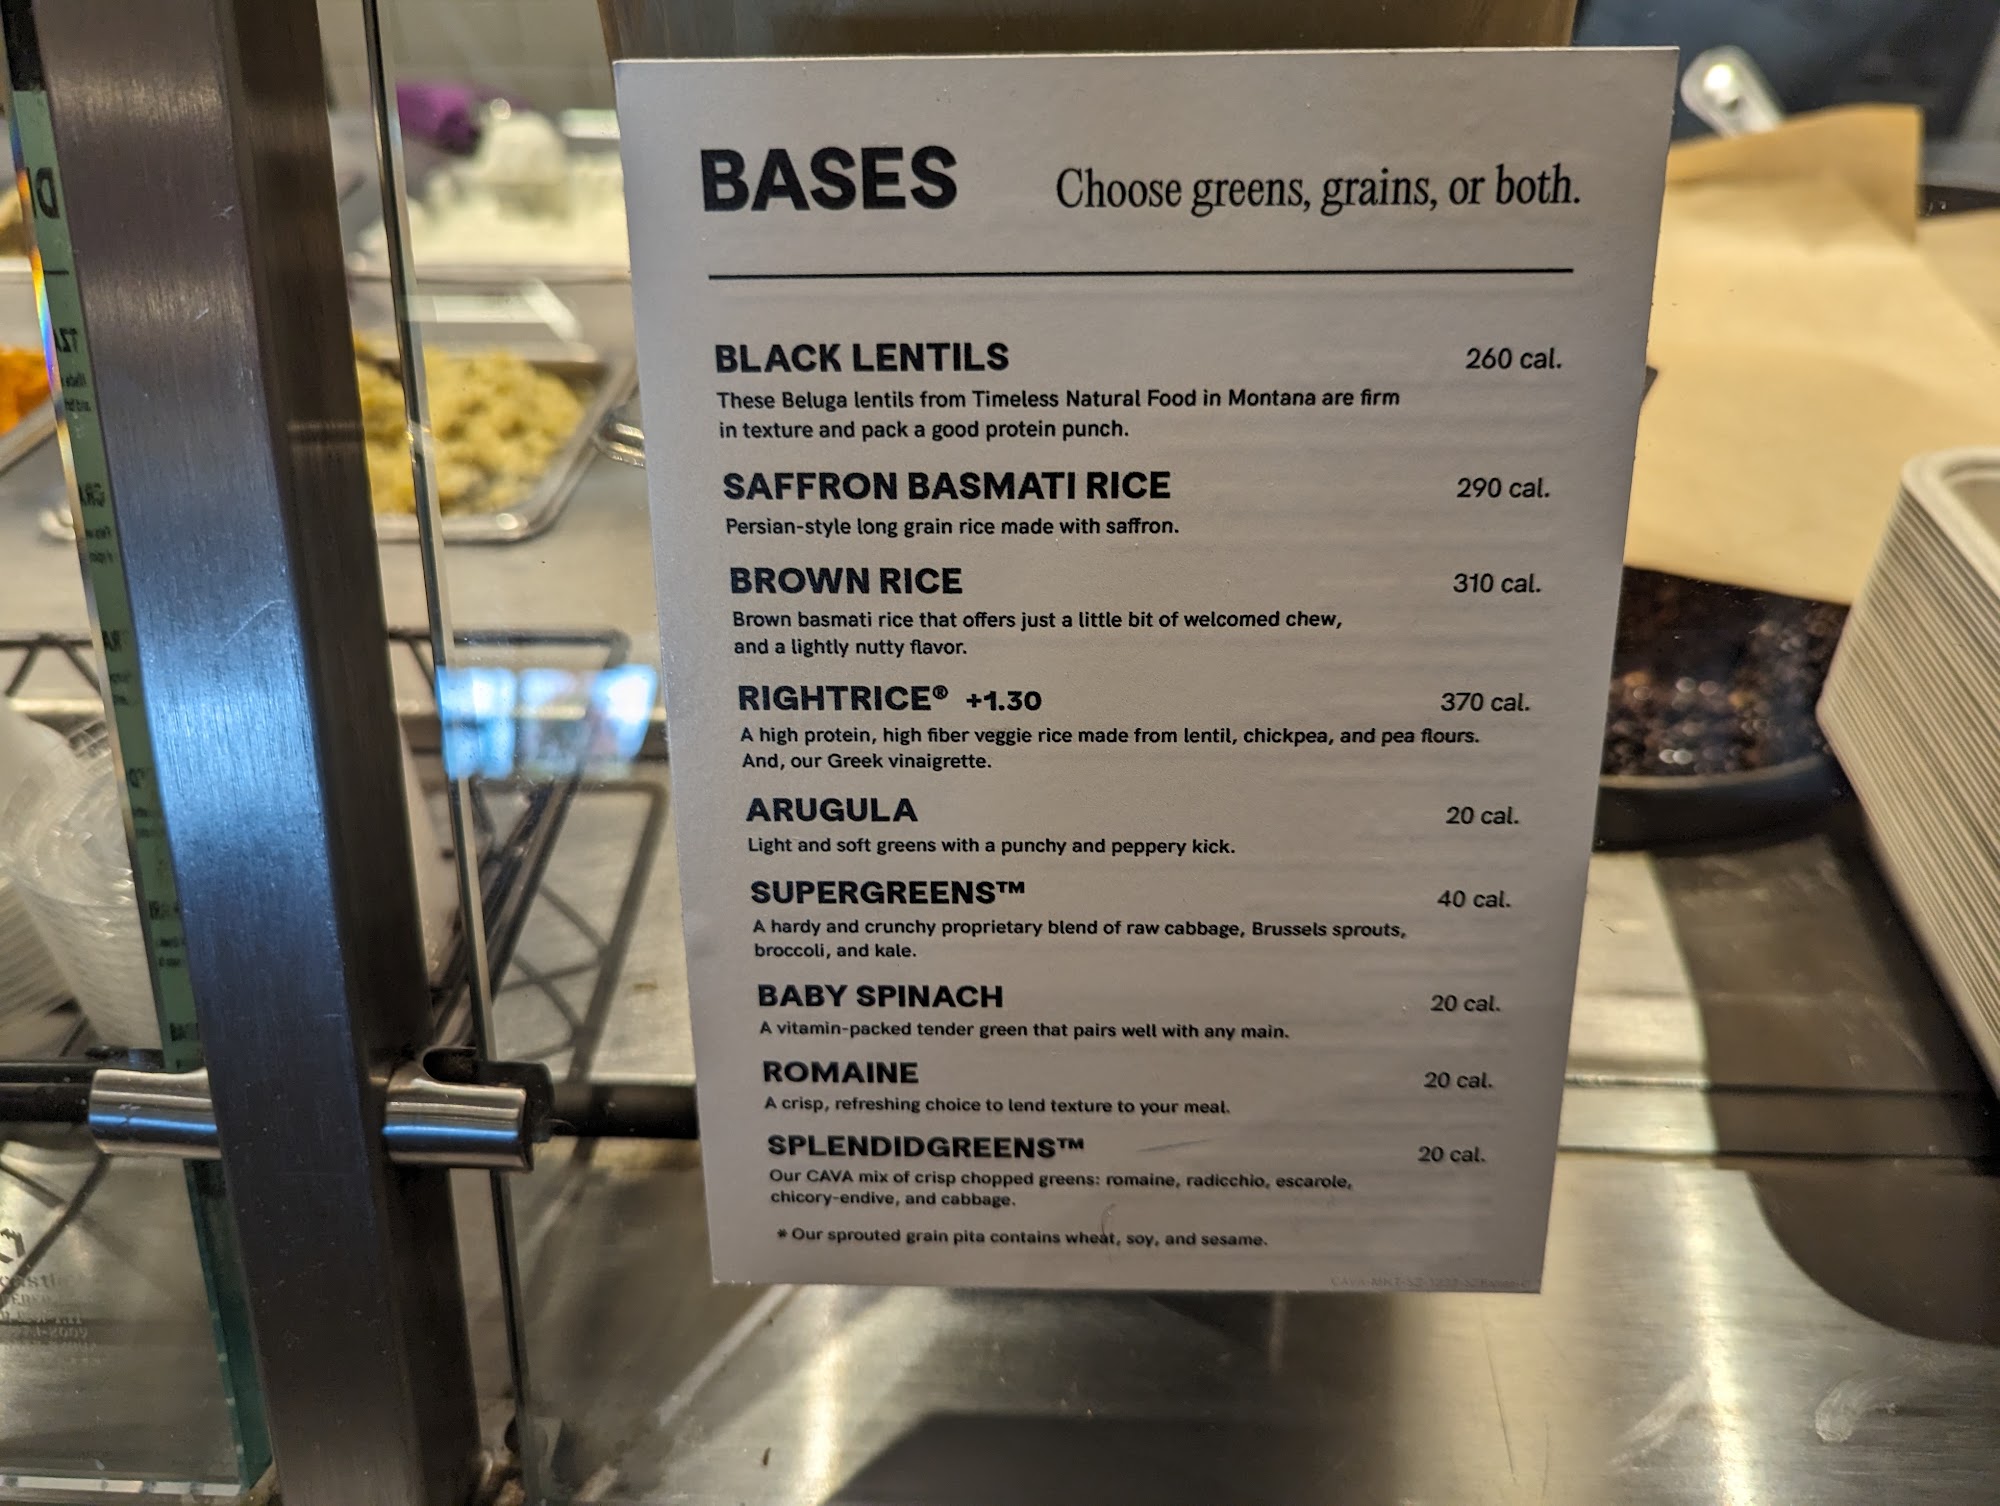 BASES Choose greens, grains, or both.
BLACK LENTILS 260 cal.
These Beluga lentils from Timeless Natural Food in Montana are firm
in texture and pack a good protein punch.
SAFFRON BASMATI RICE 290 cal.
Persian-style long grain rice made with saffron.
BROWN RICE 310 cal.
Brown basmati rice that offers just a little bit of welcomed chew,
and a lightly nutty flavor.
RIGHTRICE® +1.30 370 cal.
A high protein, high fiber veggie rice made from lentil, chickpea, and pea flours.
And, our Greek vinaigrette.
ARUGULA 20 cal.
Light and soft greens with a punchy and peppery kick.
SUPERGREENS™ 40 cal.
A hardy and crunchy proprietary blend of raw cabbage, Brussels sprouts,
broccoli, and kale.
BABY SPINACH 20 cal.
A vitamin-packed tender green that pairs well with any main.
ROMAINE 20 cal.
A crisp, refreshing choice to lend texture to your meal.
SPLENDIDGREENS™ 20 cal.
Our CAVA mix of crisp chopped greens: romaine, radicchio, escarole,
chicory-endive, and cabbage.
* Our sprouted grain pita contains wheat, soy, and sesame.